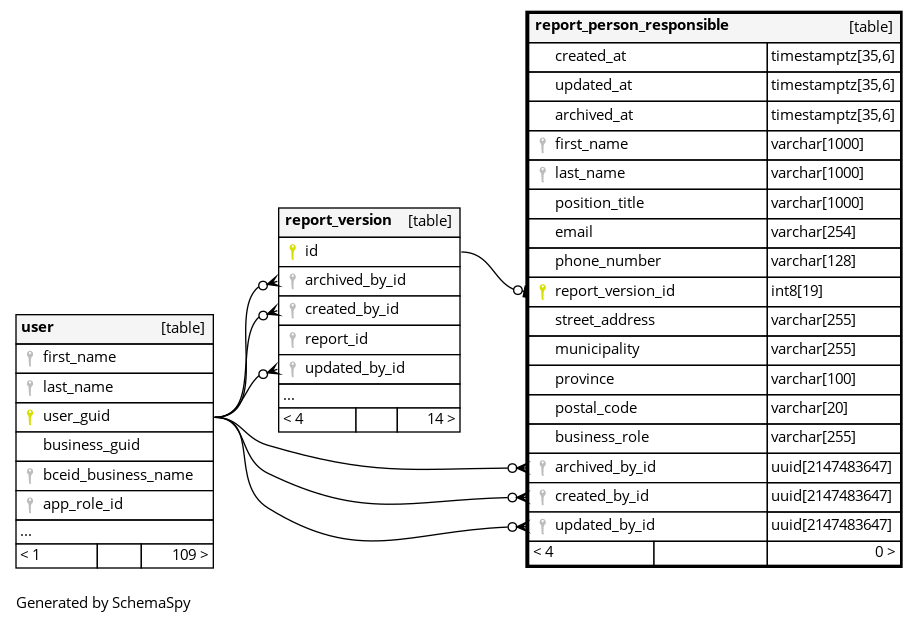 user [table]
first_name
last_name
user_guid
business_guid
bceid_business_name
app_role_id
...
< 1 109 >
report_version [table]
id
archived_by_id
created_by_id
report_id
updated_by_id
...
< 4 14 >
report_person_responsible [table]
created_at timestamptz[35,6]
updated_at timestamptz[35,6]
archived_at timestamptz[35,6]
first_name varchar[1000]
last_name varchar[1000]
position_title varchar[1000]
email varchar[254]
phone_number varchar[128]
report_version_id int8[19]
street_address varchar[255]
municipality varchar[255]
province varchar[100]
postal_code varchar[20]
business_role varchar[255]
archived_by_id uuid[2147483647]
created_by_id uuid[2147483647]
updated_by_id uuid[2147483647]
< 4 0 >
Generated by SchemaSpy